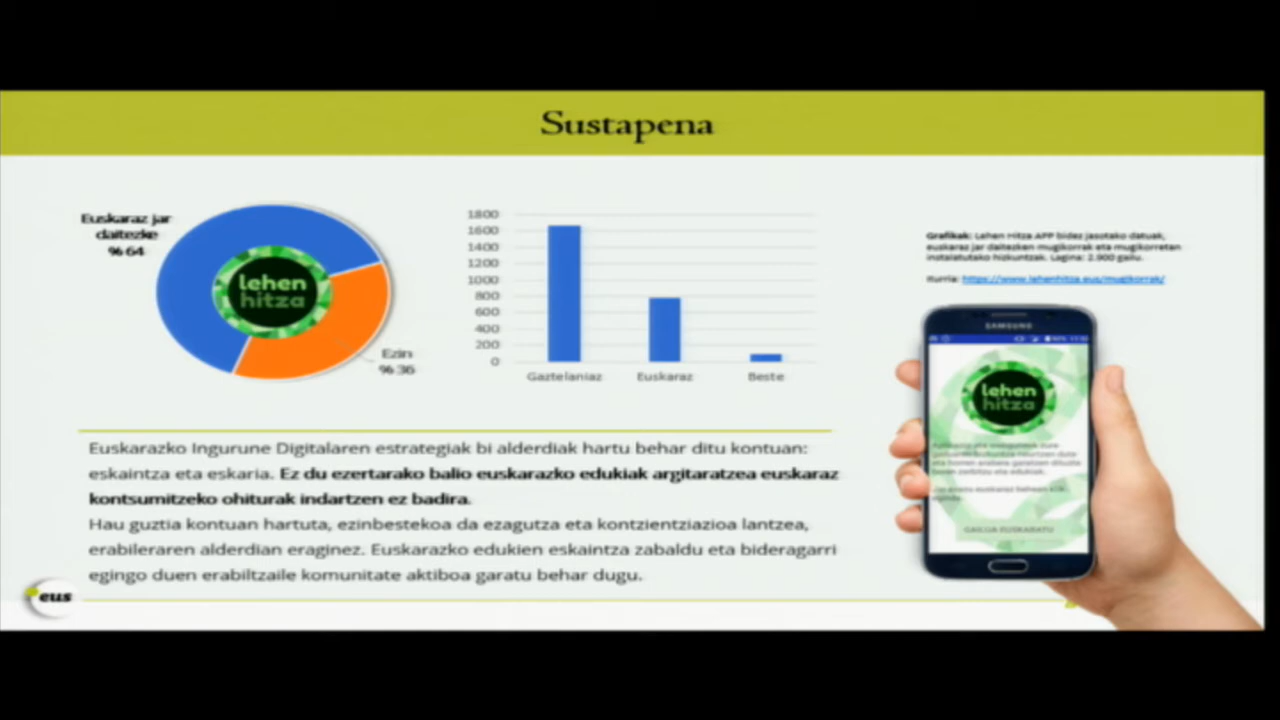 Sustapena
Euskaraz jar
daitezke
% 64
lehen
hitza
Ezin
% 36
1800
1600
1400
1200
1000
800
600
400
200
0
Gaztelaniaz Euskaraz Beste
Grafikak: Lehen Hitza APP bidez jasotako datuak,
euskaraz jar daitezken mugikorrak eta mugikorretan
instalatutako hizkuntzak. Lagina: 2.900 gailu.
Iturria: https://www.lehenhitza.eus/mugikorrak/
SAMSUNG
lehen
hitza
GAILUA EUSKARATU
Euskarazko Ingurune Digitalaren estrategiak bi alderdiak hartu behar ditu kontuan:
eskaintza eta eskaria. Ez du ezertarako balio euskarazko edukiak argitaratzea euskaraz
kontsumitzeko ohiturak indartzen ez badira.
Hau guztia kontuan hartuta, ezinbestekoa da ezagutza eta kontzientziazioa lantzea,
erabileraren alderdian eraginez. Euskarazko edukien eskaintza zabaldu eta bideragarri
egingo duen erabiltzaile komunitate aktiboa garatu behar dugu.
eus